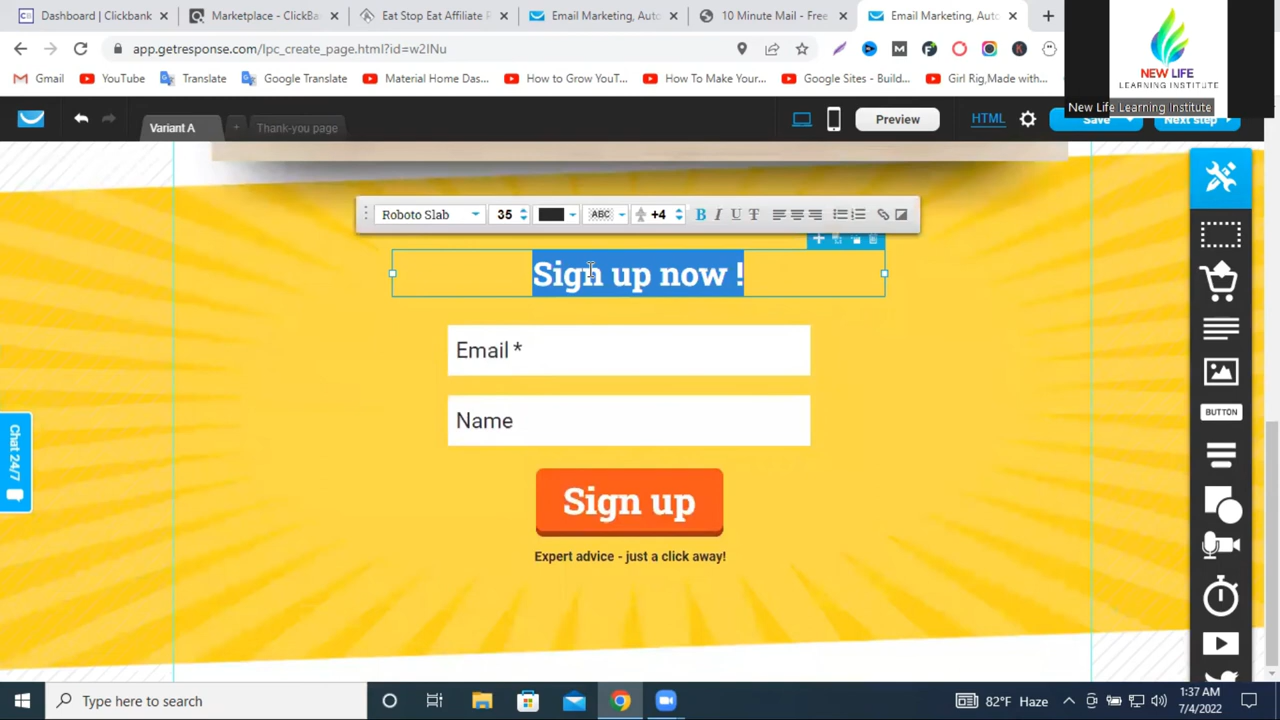 Dashboard | Clickbank
Marketplace - ClickBa
Eat Stop Eat Affiliate
Email Marketing, Auto
10 Minute Mail - Free
Email Marketing, Auto
app.getresponse.com/lpc_create_page.html?id=w2INu
Gmail
YouTube
Translate
Google Translate
Material Home Das...
How to Grow YouT...
How To Make Your...
Google Sites - Build...
Girl Rig,Made with...
NEW LIFE
LEARNING INSTITUTE
New Life Learning Institute
Variant A
Thank-you page
Preview
HTML
Save
Next step
Roboto Slab
35
ABC
+4
B
I
U
T
Sign up now !
Email *
Name
Sign up
Expert advice - just a click away!
BUTTON
Chat 24/7
Type here to search
82°F Haze
1:37 AM
7/4/2022